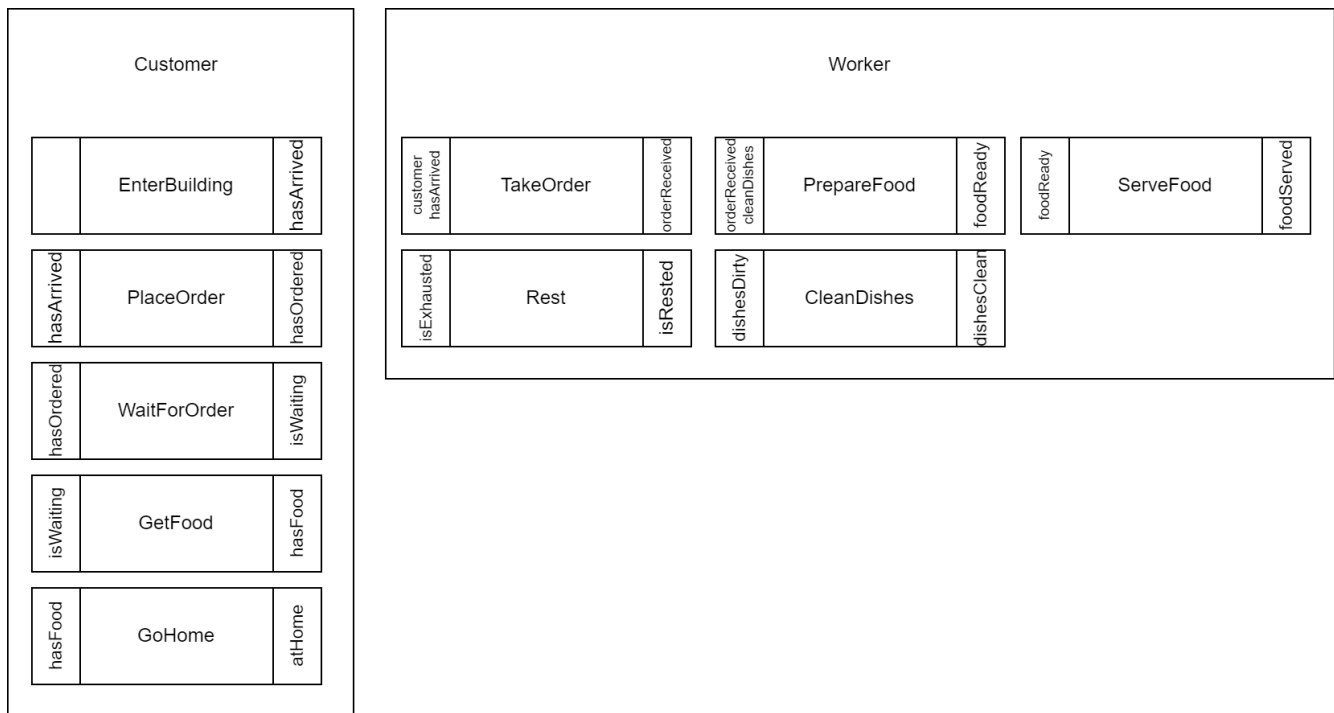 Customer
EnterBuilding
hasArrived
hasArrived
PlaceOrder
hasOrdered
hasOrdered
WaitForOrder
isWaiting
isWaiting
GetFood
hasFood
hasFood
GoHome
atHome
Worker
customer
hasArrived
TakeOrder
orderReceived
orderReceived
cleanDishes
PrepareFood
foodReady
foodReady
ServeFood
foodServed
isExhausted
Rest
isRested
dishesDirty
CleanDishes
dishesClean